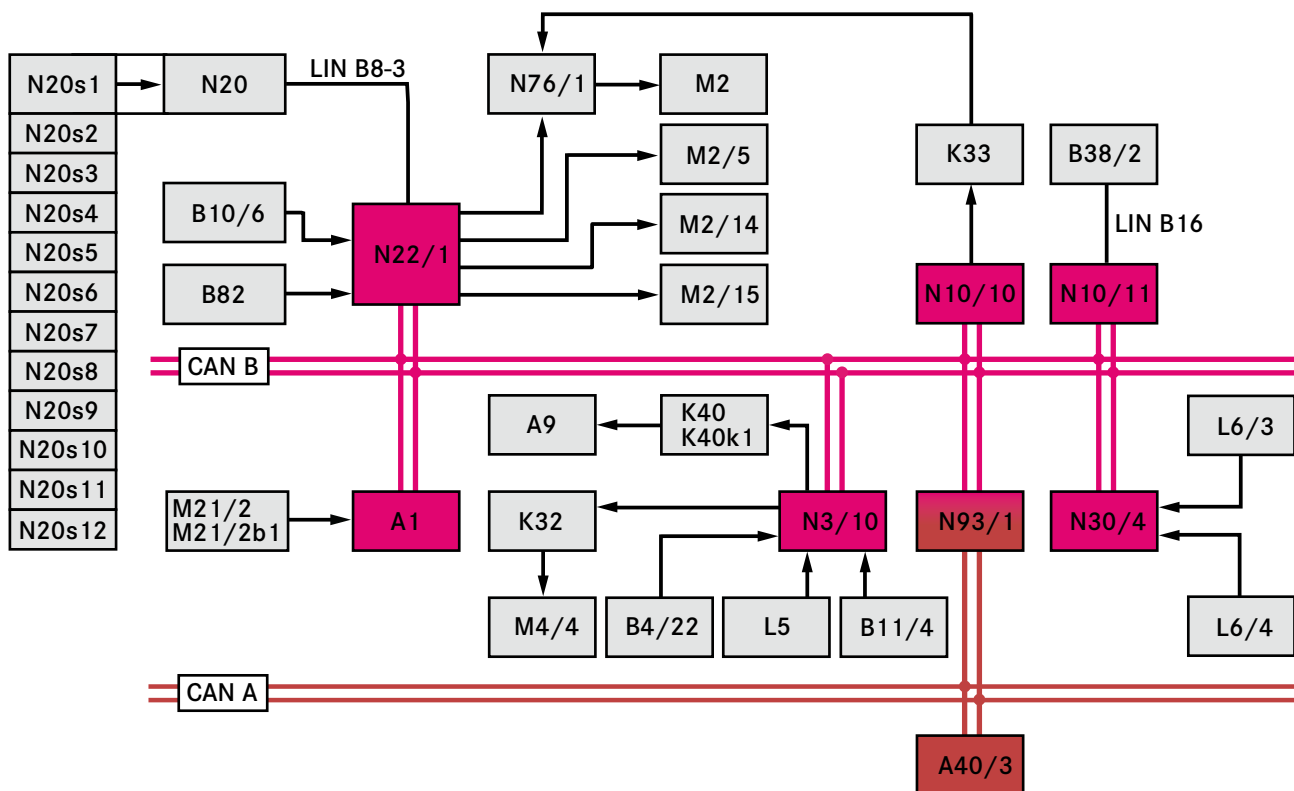 LIN B8-3
N20s1
N20
N76/1
M2
N20s2
N20s3
N20s4
N20s5
N20s6
N20s7
N20s8
N20s9
N20s10
N20s11
N20s12
M2/5
K33
B38/2
B10/6
N22/1
M2/14
LIN B16
B82
M2/15
N10/10
N10/11
CAN B
A9
K40
K40k1
L6/3
M21/2
M21/2b1
A1
K32
N3/10
N93/1
N30/4
M4/4
B4/22
L5
B11/4
L6/4
CAN A
A40/3